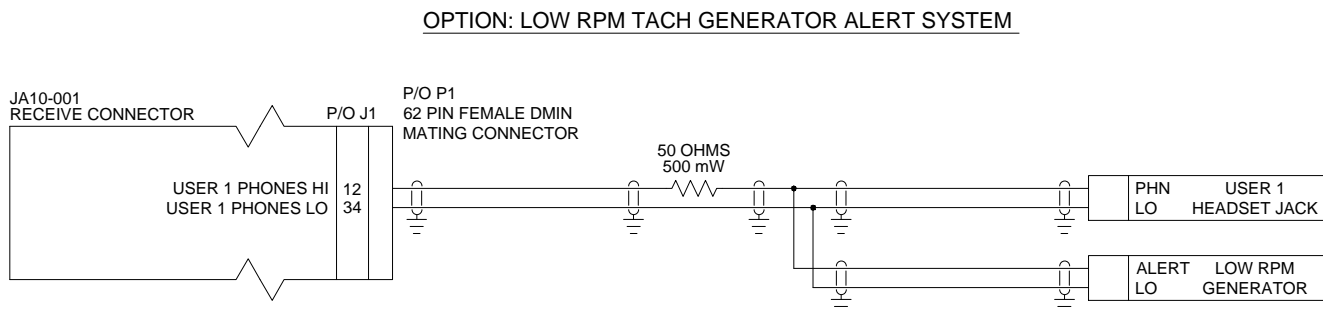 OPTION: LOW RPM TACH GENERATOR ALERT SYSTEM
JA10-001
RECEIVE CONNECTOR
P/O J1
P/O P1
62 PIN FEMALE DMIN
MATING CONNECTOR
50 OHMS
500 mW
USER 1 PHONES HI 12
USER 1 PHONES LO 34
PHN USER 1
LO HEADSET JACK
ALERT LOW RPM
LO GENERATOR